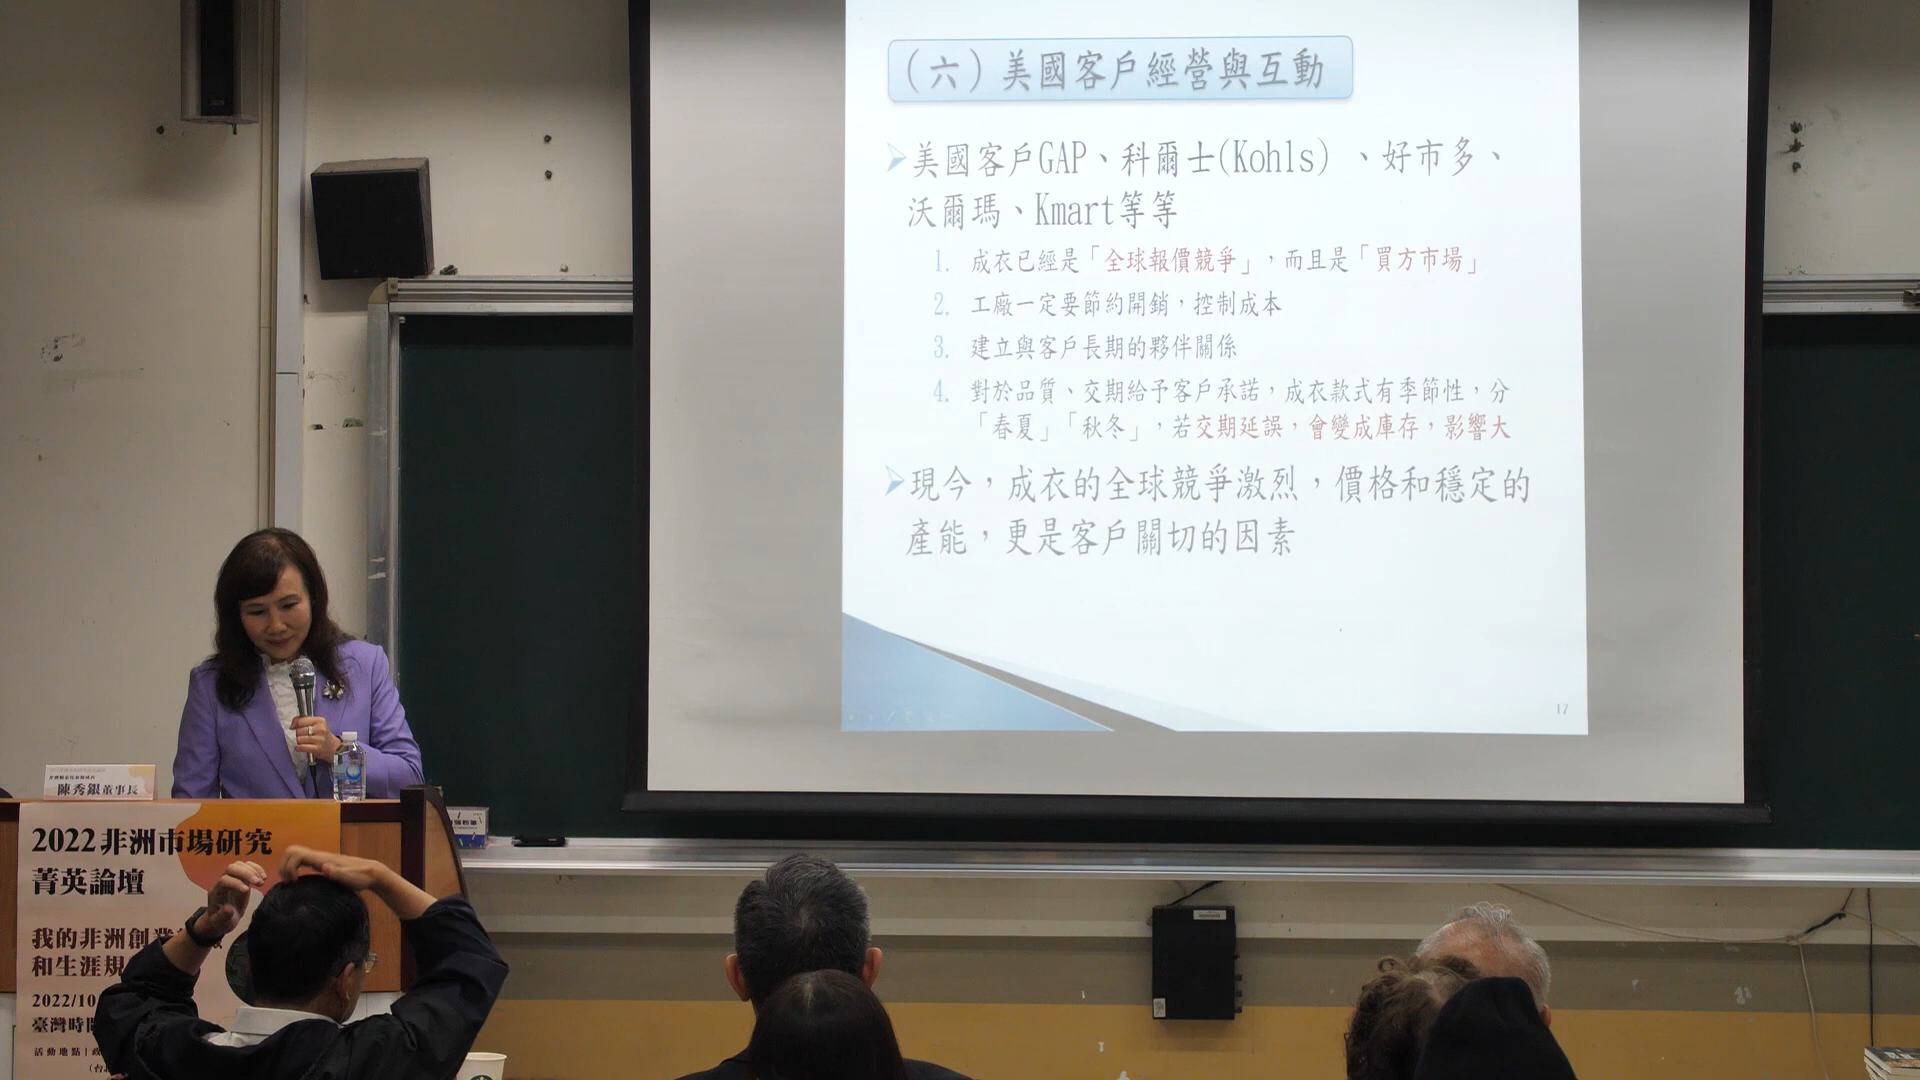 (六)美國客戶經營與互動
美國客戶GAP、科爾士(Kohls)、好市多、
沃爾瑪、Kmart等等
1. 成衣已經是「全球報價競爭」,而且是「買方市場」
2. 工廠一定要節約開銷,控制成本
3. 建立與客戶長期的夥伴關係
4. 對於品質、交期給予客戶承諾,成衣款式有季節性,分
「春夏」「秋冬」,若交期延誤,會變成庫存,影響大
現今,成衣的全球競爭激烈,價格和穩定的
產能,更是客戶關切的因素
17
陳秀銀董事長
2022非洲市場研究
菁英論壇
我的非洲創業
和生涯規
2022/10
臺灣時
活動地點|政